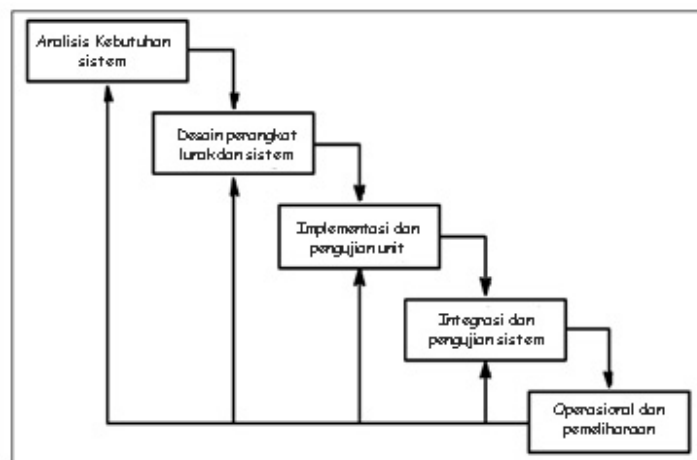 Analisis Kebutuhan
sistem
Desain perangkat
lunak dan sistem
Implementasi dan
pengujian unit
Integrasi dan
pengujian sistem
Operasional dan
pemeliharaan